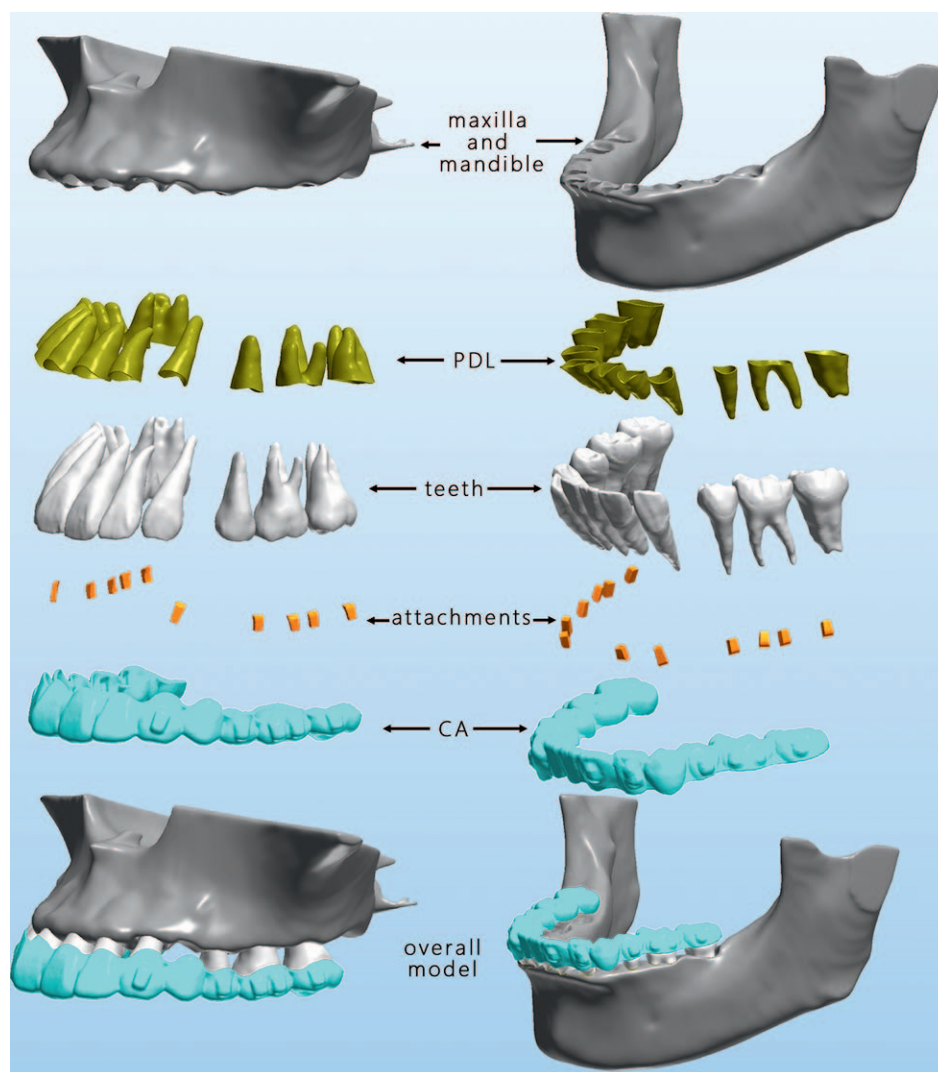 maxilla
and
mandible
PDL
teeth
attachments
CA
overall
model